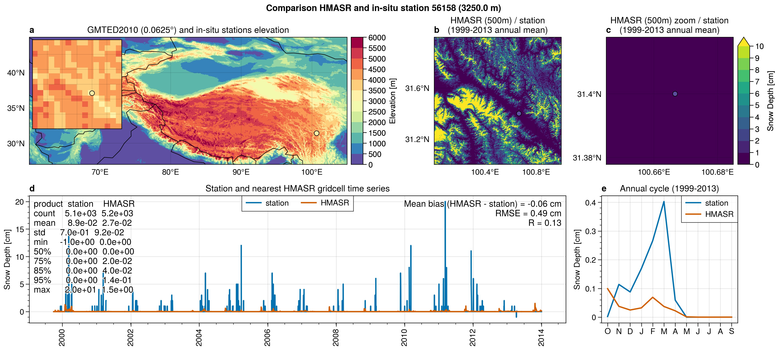 Comparison HMASR and in-situ station 56158 (3250.0 m)
a GMTED2010 (0.0625°) and in-situ stations elevation
45°N
40°N
35°N
30°N
70°E 80°E 90°E 100°E
6000
5500
5000
4500
4000
3500
3000
2500
2000
1500
1000
500
0
Elevation [m]
HMASR (500m) / station
b (1999-2013 annual mean)
31.6°N
31.2°N
100.4°E 100.8°E
HMASR (500m) zoom / station
c (1999-2013 annual mean)
31.4°N
31.38°N
100.66°E 100.68°E
10
9
8
7
6
5
4
3
2
1
0
Snow Depth [cm]
d Station and nearest HMASR gridcell time series
station HMASR
Mean bias (HMASR - station) = -0.06 cm
RMSE = 0.49 cm
R = 0.13
product station HMASR
count 5.1e+03 5.2e+03
mean 8.9e-02 2.7e-02
std 7.0e-01 9.2e-02
min -1.0e+00 0.0e+00
50% 0.0e+00 0.0e+00
75% 0.0e+00 2.0e-02
85% 0.0e+00 4.0e-02
95% 0.0e+00 1.4e-01
max 2.0e+01 1.5e+00
20
15
10
5
0
Snow Depth [cm]
2000 2002 2004 2006 2008 2010 2012 2014
e Annual cycle (1999-2013)
station
HMASR
0.4
0.3
0.2
0.1
0.0
Snow Depth [cm]
O N D J F M A M J J A S